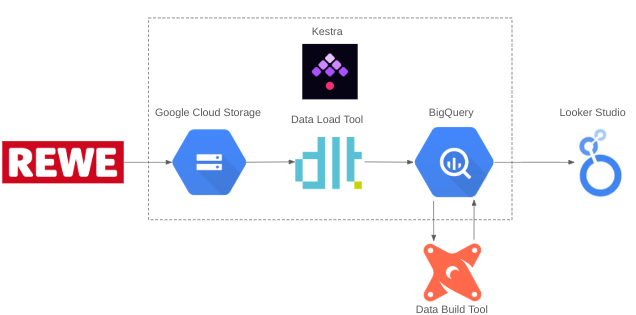 Kestra
Google Cloud Storage
Data Load Tool
BigQuery
Looker Studio
REWE
dlt.
Data Build Tool